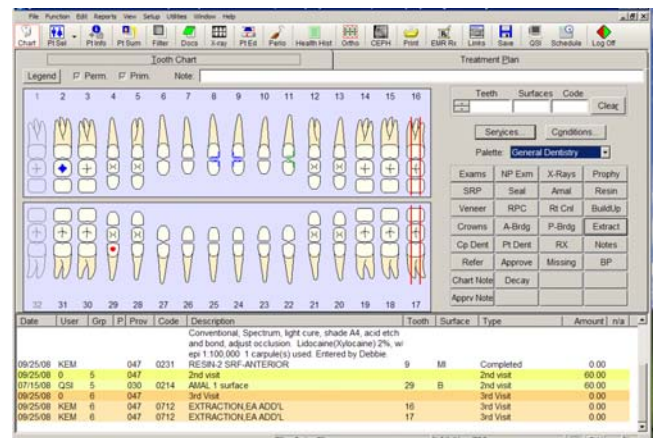 File Function Edit Reports View Setup Utilities Window Help
Chart Pt Sel Pt Info Pt Sum Filter Docs X-ray Pt Ed Perio Health Hist Ortho CEPH Print EMR Rx Links Save QSI Schedule Log Off
Tooth Chart Treatment Plan
Legend Perm. Prim. Note:
Teeth Surfaces Code
Clear
1 2 3 4 5 6 7 8 9 10 11 12 13 14 15 16
Services... Conditions...
Palette: General Dentistry
Exams NP Exm X-Rays Prophy
SRP Seal Amal Resin
Veneer RPC Rt Cnl BuildUp
Crowns A-Brdg P-Brdg Extract
Cp Dent Pt Dent RX Notes
Refer Approve Missing BP
Chart Note Decay
Apprv Note
32 31 30 29 28 27 26 25 24 23 22 21 20 19 18 17
Date User Grp P Prov Code Description Tooth Surface Type Amount n/a
Conventional, Spectrum, light cure, shade A4, acid etch
and bond, adjust occlusion. Lidocaine(Xylocaine) 2%, w/
epi 1:100,000 1 carpule(s) used. Entered by Debbie.
09/25/08 KEM 047 0231 RESIN-2 SRF-ANTERIOR 9 MI Completed 0.00
09/25/08 0 5 047 2nd visit 2nd visit 60.00
07/15/08 QSI 5 030 0214 AMAL 1 surface 29 B 2nd visit 60.00
09/25/08 0 6 047 3rd Visit 3rd Visit 0.00
09/25/08 KEM 6 047 0712 EXTRACTION,EA ADD'L 16 3rd Visit 0.00
09/25/08 KEM 6 047 0712 EXTRACTION,EA ADD'L 17 3rd Visit 0.00